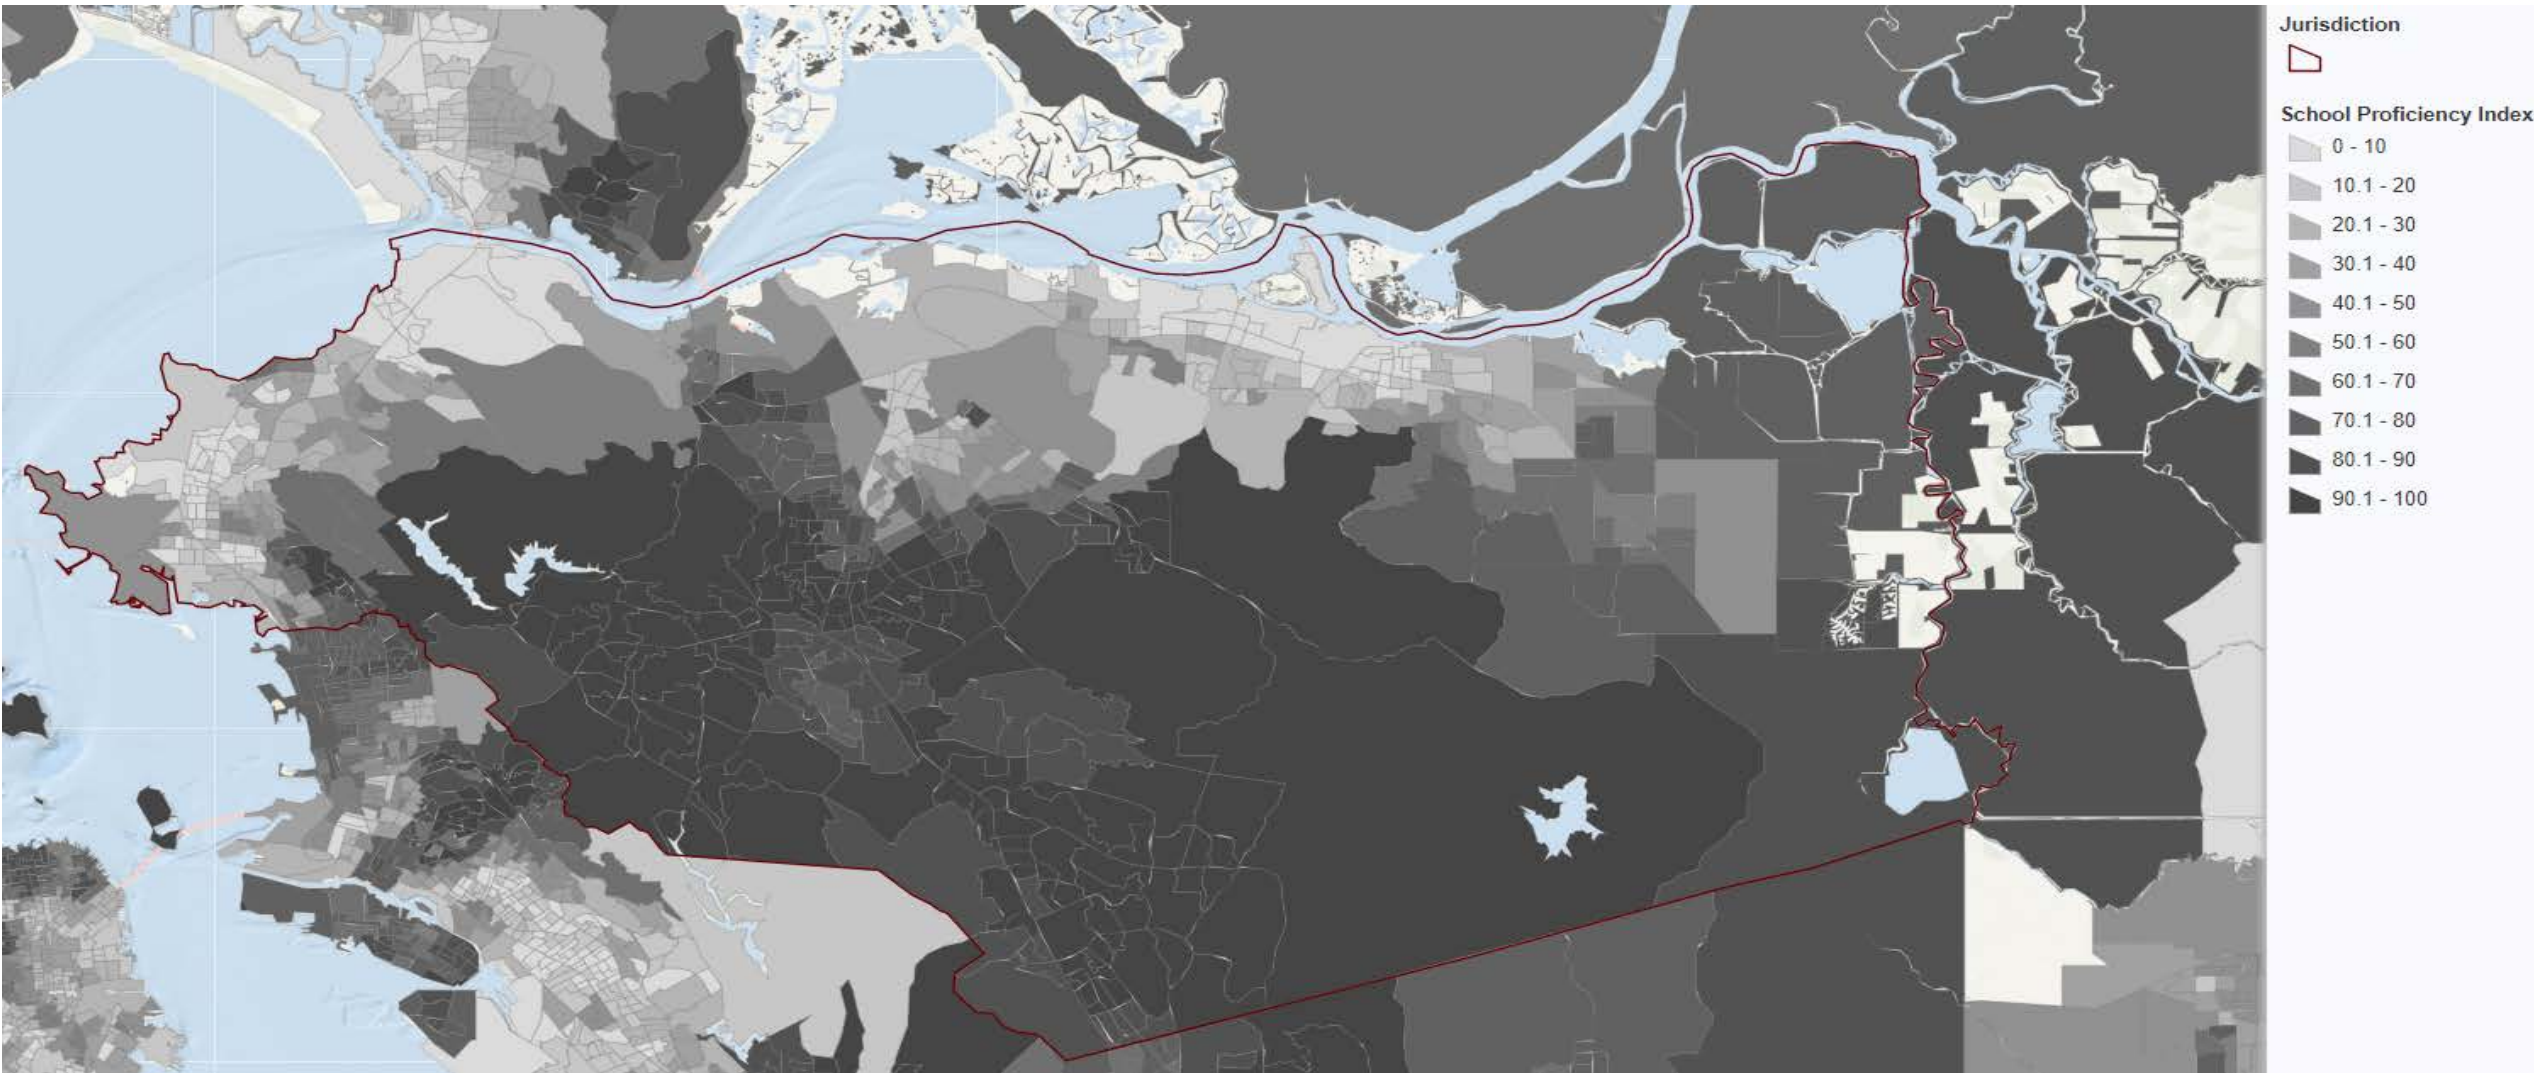 Jurisdiction
School Proficiency Index
0 - 10
10.1 - 20
20.1 - 30
30.1 - 40
40.1 - 50
50.1 - 60
60.1 - 70
70.1 - 80
80.1 - 90
90.1 - 100